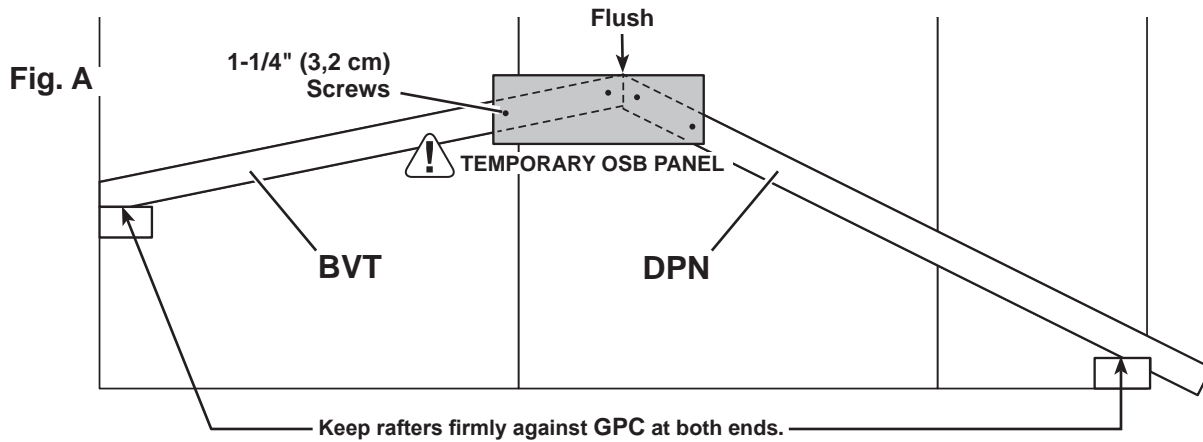 Flush
1-1/4" (3,2 cm)
Screws
Fig. A
! TEMPORARY OSB PANEL
BVT
DPN
Keep rafters firmly against GPC at both ends.